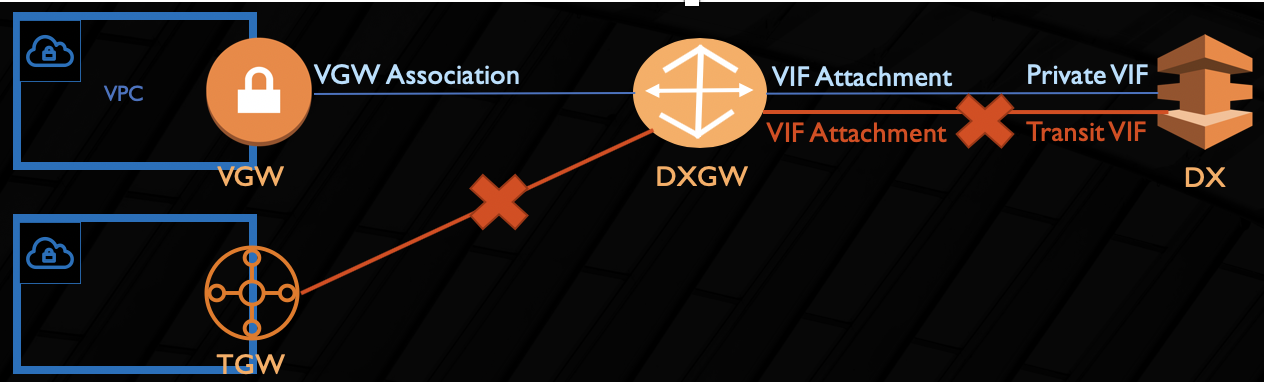 VPC
VGW Association
VIF Attachment
Private VIF
VIF Attachment
Transit VIF
VGW
DXGW
DX
TGW